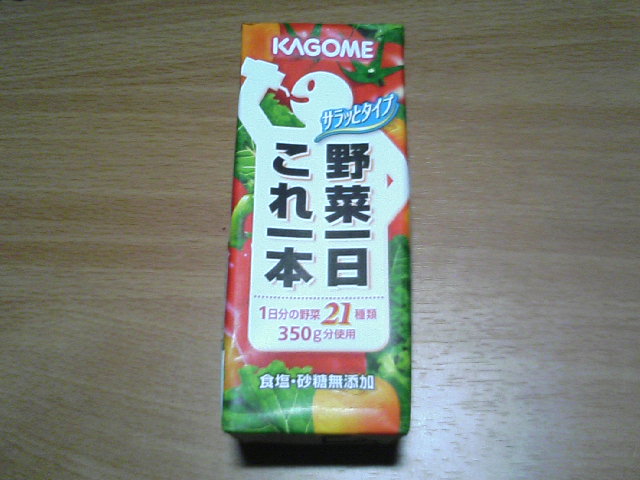 KAGOME
サラッとタイプ
野菜一日
これ一本
1日分の野菜21種類
350g分使用
食塩・砂糖無添加